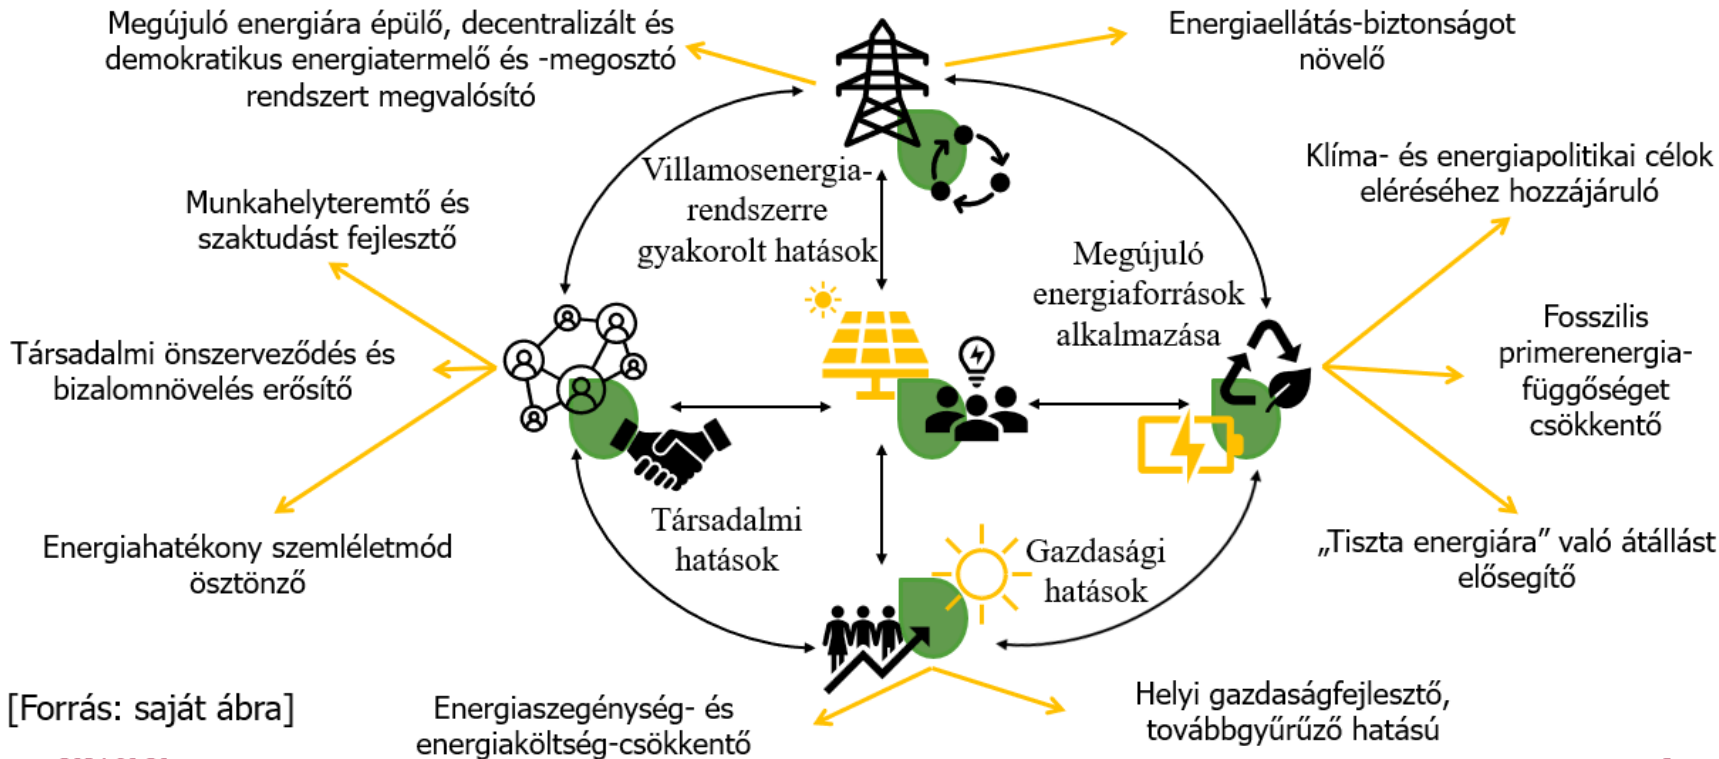 Megújuló energiára épülő, decentralizált és
demokratikus energiatermelő és -megosztó
rendszert megvalósító
Energiaellátás-biztonságot
növelő
Klíma- és energiapolitikai célok
eléréséhez hozzájáruló
Villamosenergia-
rendszerre
gyakorolt hatások
Munkahelyteremtő és
szaktudást fejlesztő
Megújuló
energiaforrások
alkalmazása
Fosszilis
primerenergia-
függőséget
csökkentő
Társadalmi önszerveződés és
bizalomnövelés erősítő
Társadalmi
hatások
Gazdasági
hatások
Energiahatékony szemléletmód
ösztönző
„Tiszta energiára” való átállást
elősegítő
[Forrás: saját ábra]
Energiaszegénység- és
energiaköltség-csökkentő
Helyi gazdaságfejlesztő,
továbbgyűrűző hatású